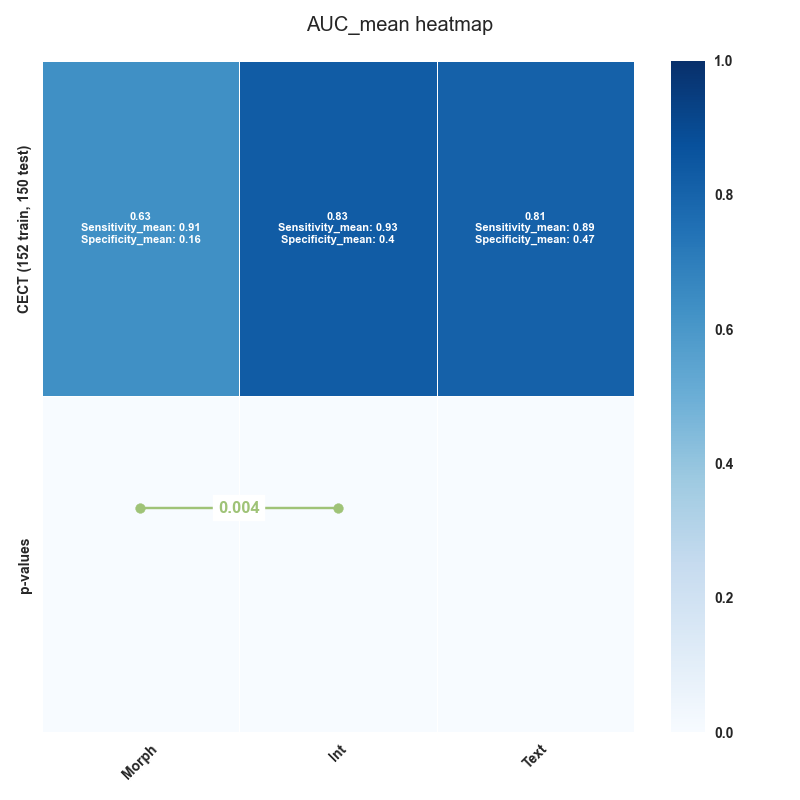 AUC_mean heatmap
CECT (152 train, 150 test)
0.63
Sensitivity_mean: 0.91
Specificity_mean: 0.16
0.83
Sensitivity_mean: 0.93
Specificity_mean: 0.4
0.81
Sensitivity_mean: 0.89
Specificity_mean: 0.47
p-values
0.004
Morph
Int
Text
1.0
0.8
0.6
0.4
0.2
0.0